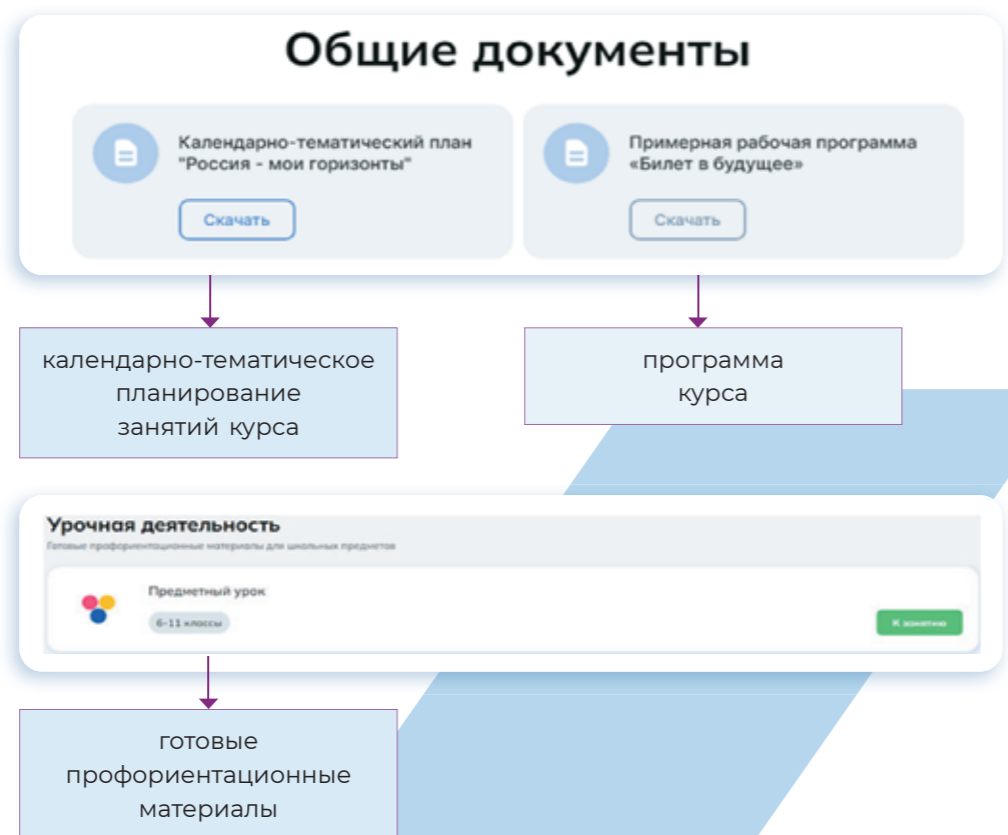 Общие документы
Календарно-тематический план
"Россия - мои горизонты"
Скачать
Примерная рабочая программа
«Билет в будущее»
Скачать
календарно-тематическое
планирование
занятий курса
программа
курса
Урочная деятельность
Готовые профориентационные материалы для школьных предметов
Предметный урок
6-11 классы
К занятию
готовые
профориентационные
материалы